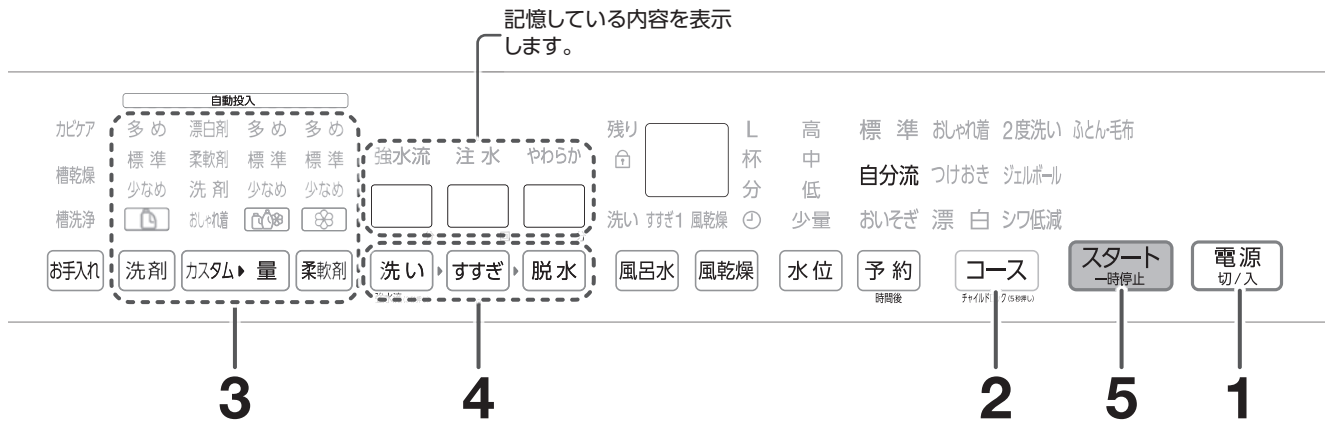 記憶している内容を表示
します。
自動投入
カビケア
槽乾燥
槽洗浄
多め 漂白剤 多め 多め
標準 柔軟剤 標準 標準
少なめ 洗剤 少なめ 少なめ
おしゃれ着
強水流 注水 やわらか
残り
洗い すすぎ1 風乾燥
L
杯
分
高
中
低
少量
標準 おしゃれ着 2度洗い ふとん・毛布
自分流 つけおき ジェルボール
おいそぎ 漂白 シワ低減
お手入れ 洗剤 カスタム 量 柔軟剤 洗い すすぎ 脱水 風呂水 風乾燥 水位 予約 コース スタート 電源
一時停止 切/入
時間後
(5秒押し)
3 4 2 5 1